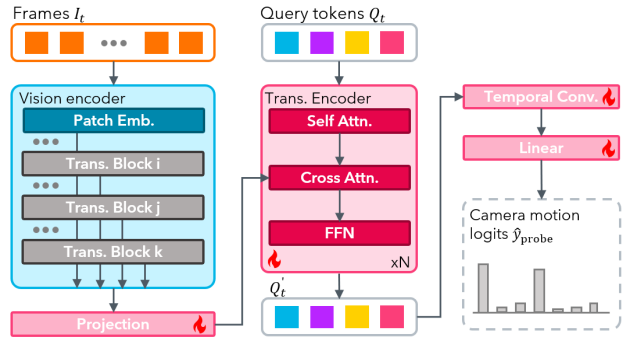 Frames I_t
Query tokens Q_t
Vision encoder
Patch Emb.
Trans. Block i
Trans. Block j
Trans. Block k
Projection
Trans. Encoder
Self Attn.
Cross Attn.
FFN
xN
Q_t'
Temporal Conv.
Linear
Camera motion
logits ŷ_probe